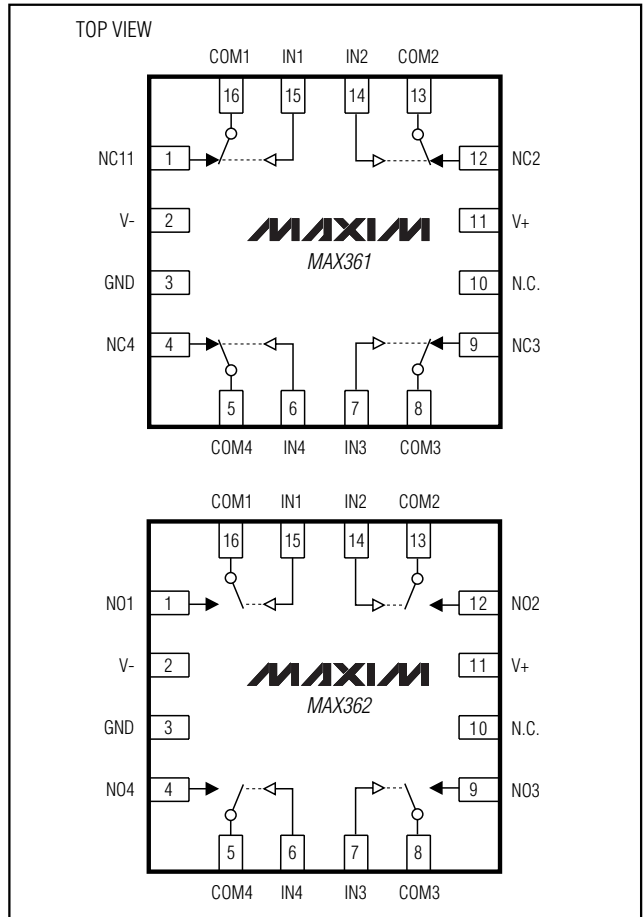 TOP VIEW
COM1 IN1 IN2 COM2
16 15 14 13
NC11 1 12 NC2
V- 2 11 V+
MAXIM
MAX361
GND 3 10 N.C.
NC4 4 9 NC3
5 6 7 8
COM4 IN4 IN3 COM3
COM1 IN1 IN2 COM2
16 15 14 13
NO1 1 12 NO2
V- 2 11 V+
MAXIM
MAX362
GND 3 10 N.C.
NO4 4 9 NO3
5 6 7 8
COM4 IN4 IN3 COM3